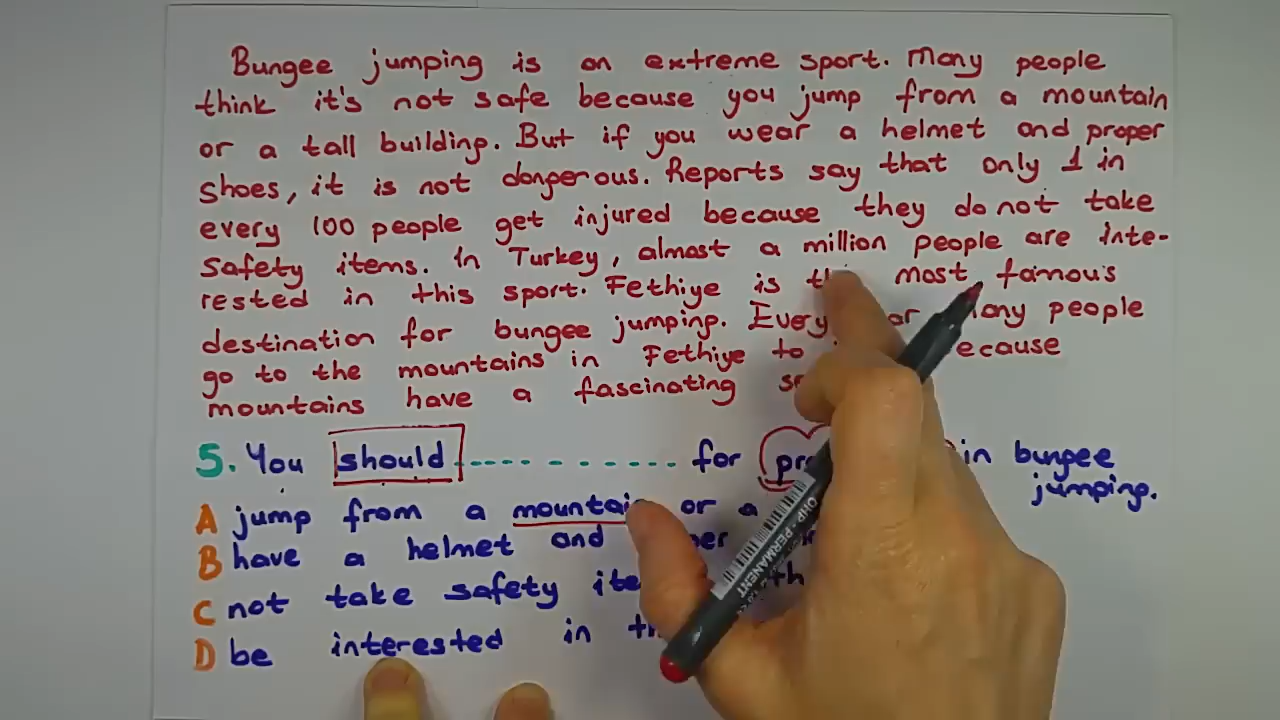 Bungee jumping is an extreme sport. Many people
think it's not safe because you jump from a mountain
or a tall building. But if you wear a helmet and proper
shoes, it is not dangerous. Reports say that only 1 in
every 100 people get injured because they do not take
safety items. In Turkey, almost a million people are inte-
rested in this sport. Fethiye is the most famous
destination for bungee jumping. Every many people
go to the mountains in Fethiye to because
mountains have a fascinating
5. You should .......... for in bungee
jumping.
A jump from a mountain or a
B have a helmet and
C not take safety
D be interested in
OHP-PERMANENT